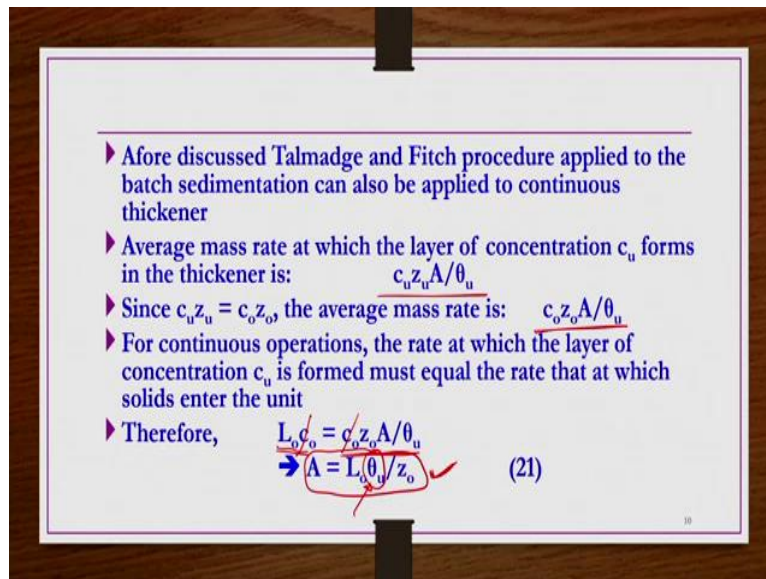 Afore discussed Talmadge and Fitch procedure applied to the
batch sedimentation can also be applied to continuous
thickener
Average mass rate at which the layer of concentration cᵤ forms
in the thickener is: cᵤzᵤA/θᵤ
Since cᵤzᵤ = cₒzₒ, the average mass rate is: cₒzₒA/θᵤ
For continuous operations, the rate at which the layer of
concentration cᵤ is formed must equal the rate that at which
solids enter the unit
Therefore, Lₒcₒ = cₒzₒA/θᵤ
➔ A = Lₒθᵤ/zₒ (21)
10